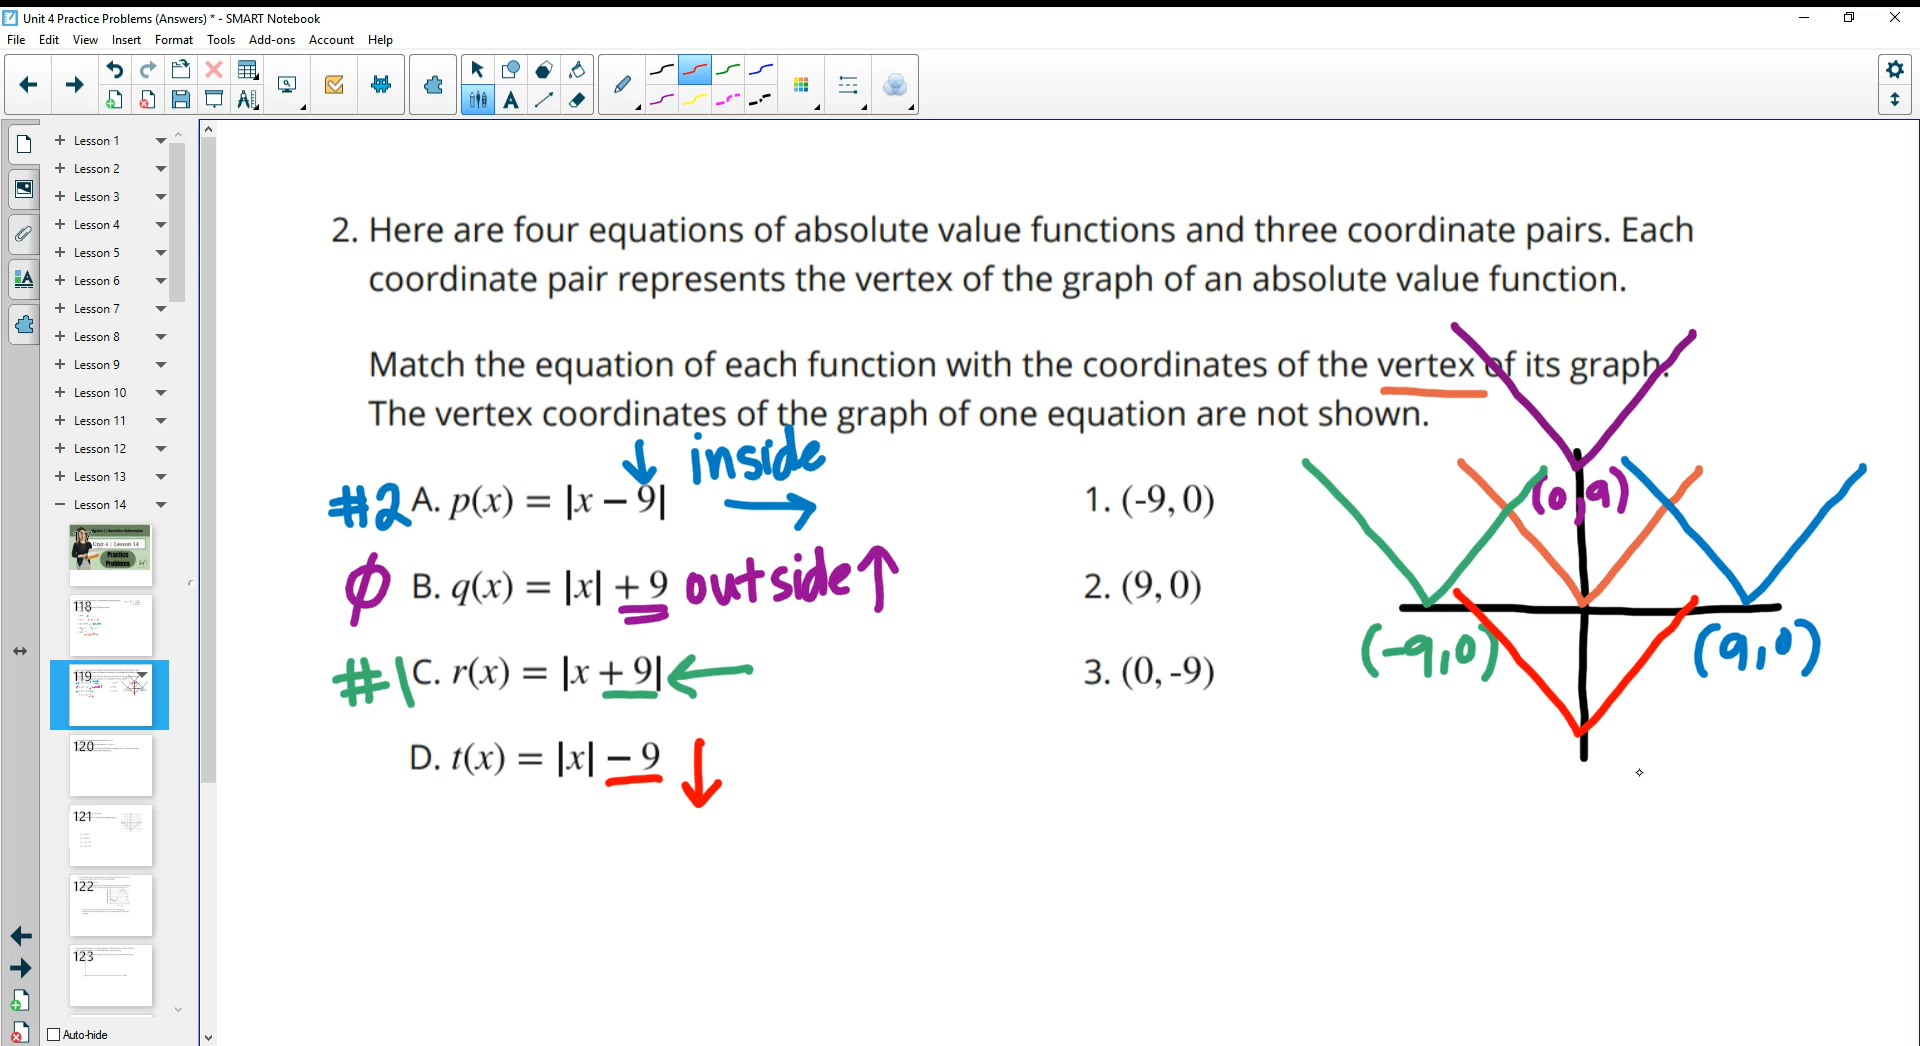 Unit 4 Practice Problems (Answers) * - SMART Notebook
File Edit View Insert Format Tools Add-ons Account Help
Lesson 1
Lesson 2
Lesson 3
Lesson 4
Lesson 5
Lesson 6
Lesson 7
Lesson 8
Lesson 9
Lesson 10
Lesson 11
Lesson 12
Lesson 13
Lesson 14
Unit 4 | Lesson 14
Practice
Problems
118
119
120
121
122
123
Auto-hide
2. Here are four equations of absolute value functions and three coordinate pairs. Each
coordinate pair represents the vertex of the graph of an absolute value function.
Match the equation of each function with the coordinates of the vertex of its graph.
The vertex coordinates of the graph of one equation are not shown.
inside
#2 A. p(x) = |x − 9|
∅ B. q(x) = |x| + 9 outside ↑
#1 C. r(x) = |x + 9| ←
D. t(x) = |x| − 9 ↓
1. (-9, 0)
2. (9, 0)
3. (0, -9)
(0,9)
(-9,0)
(9,0)